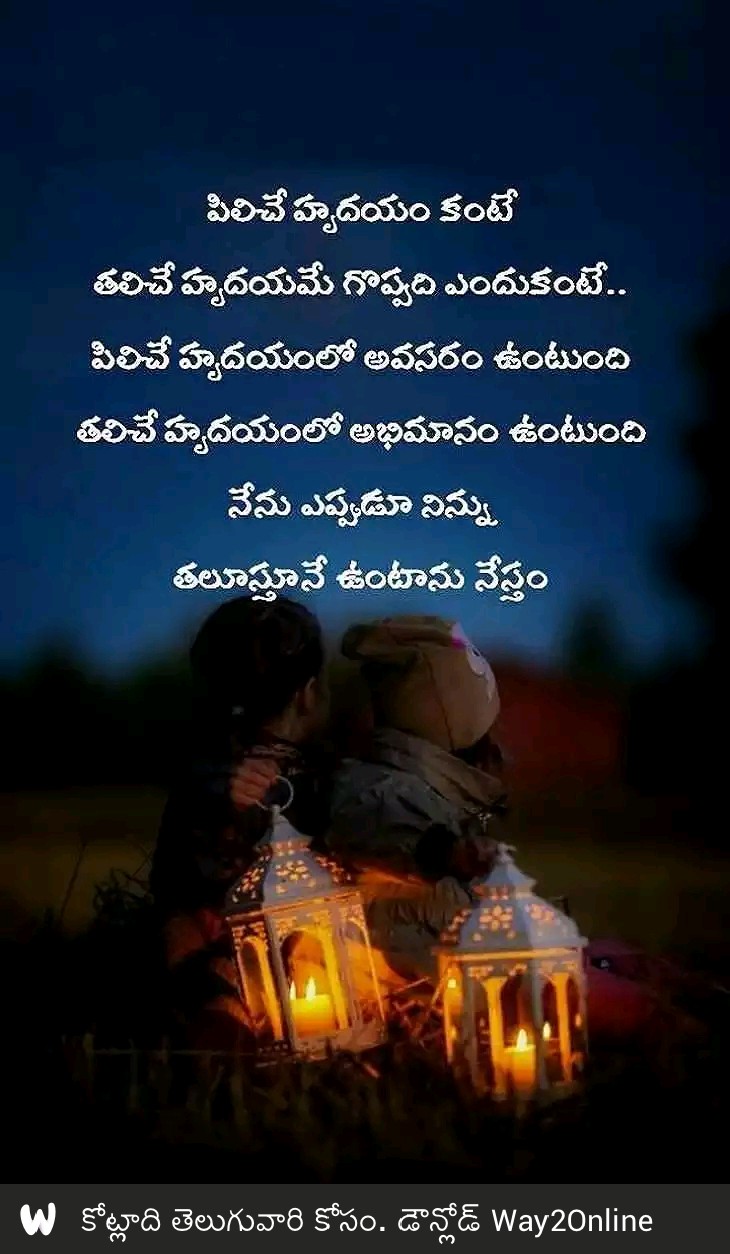 పిలిచే హృదయం కంటే
తలిచే హృదయమే గొప్పది ఎందుకంటే..
పిలిచే హృదయంలో అవసరం ఉంటుంది
తలిచే హృదయంలో అభిమానం ఉంటుంది
నేను ఎప్పుడూ నిన్ను
తలూస్తూనే ఉంటాను నేస్తం
W కోట్లాది తెలుగువారి కోసం. డౌన్లోడ్ Way2Online